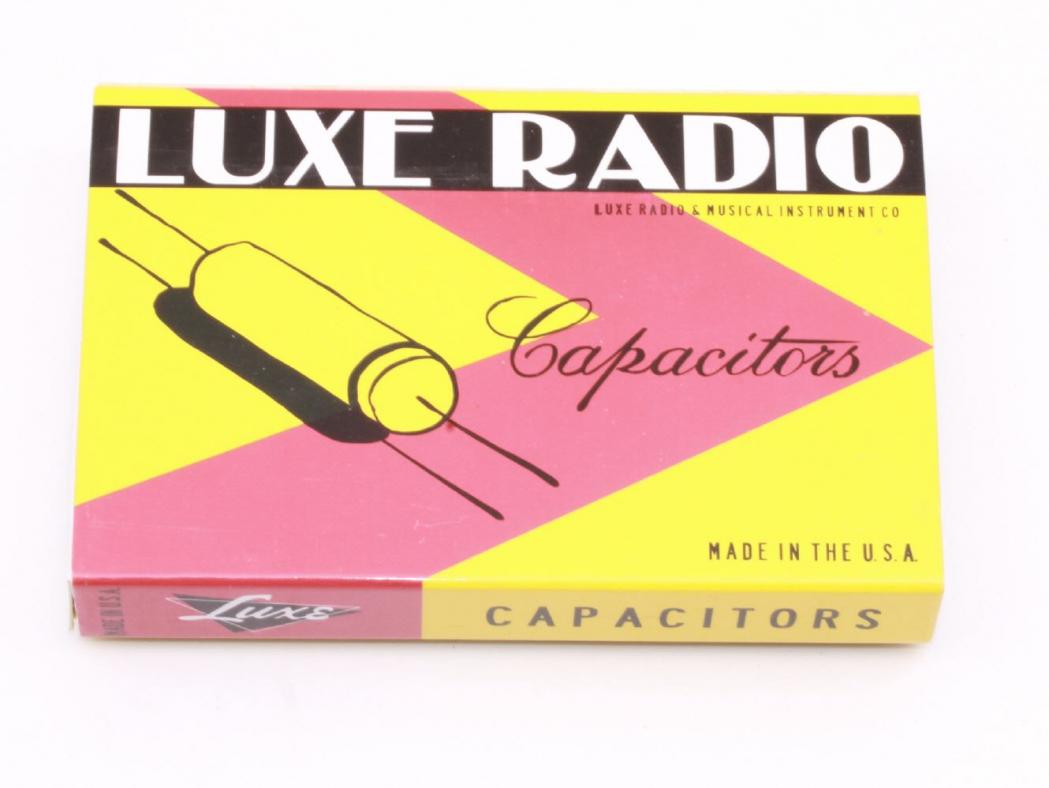 LUXE RADIO
LUXE RADIO & MUSICAL INSTRUMENT CO
Capacitors
MADE IN THE U.S.A.
MADE IN U.S.A.
Luxe
CAPACITORS